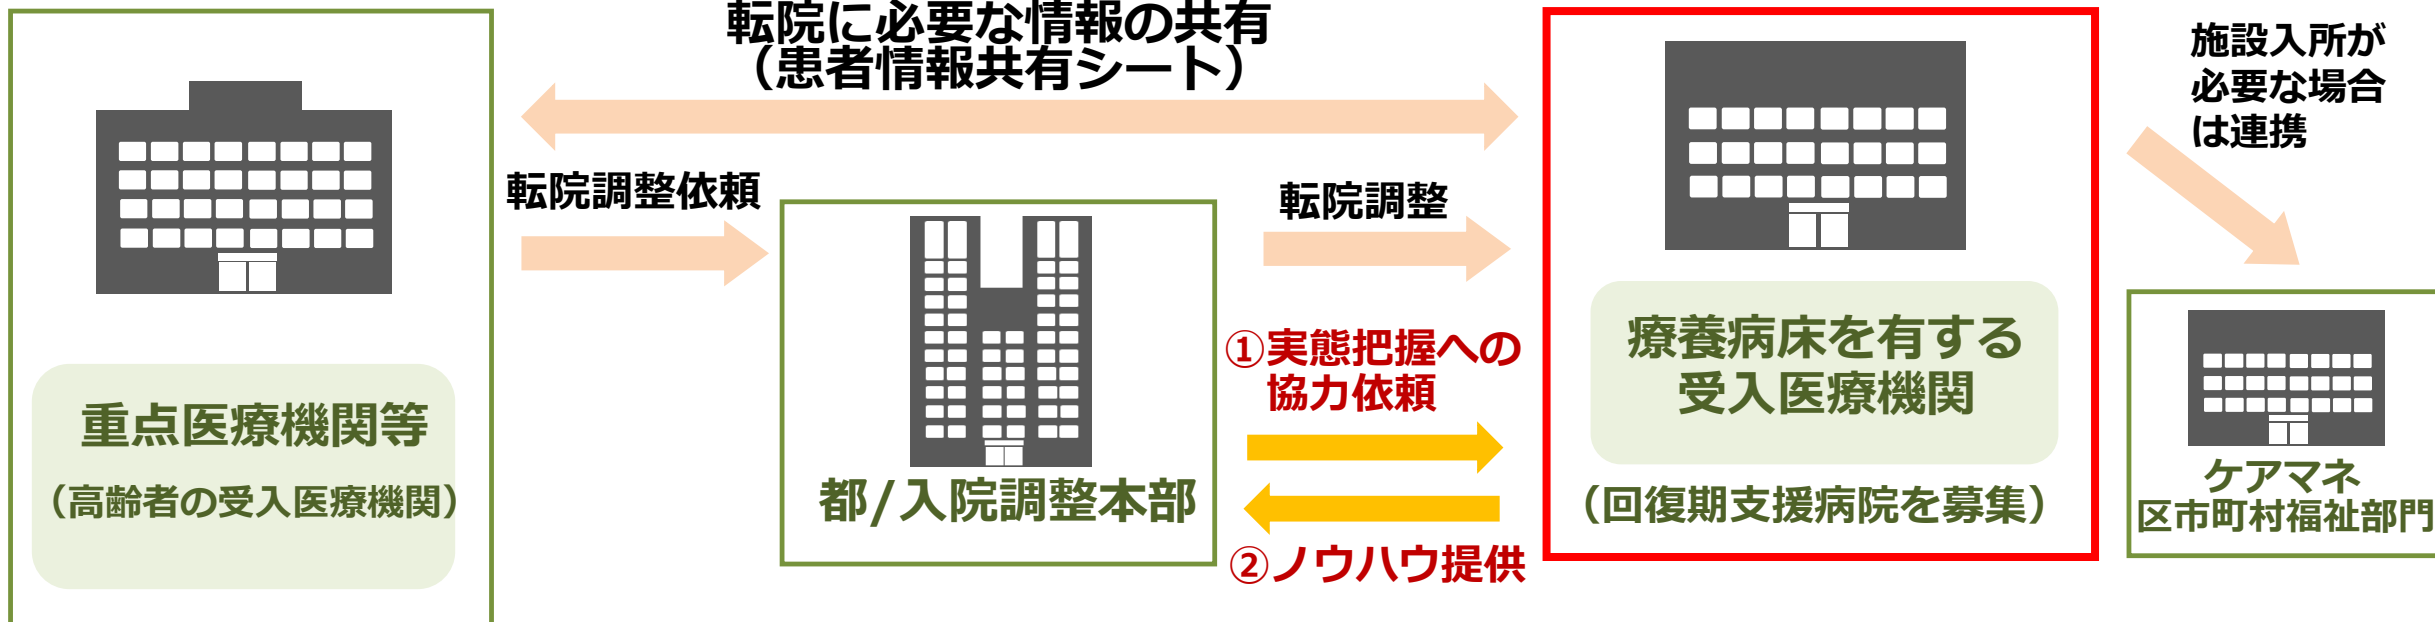 転院に必要な情報の共有
（患者情報共有シート）
施設入所が
必要な場合
は連携
転院調整依頼
転院調整
重点医療機関等
（高齢者の受入医療機関）
都/入院調整本部
①実態把握への
協力依頼
②ノウハウ提供
療養病床を有する
受入医療機関
（回復期支援病院を募集）
ケアマネ
区市町村福祉部門